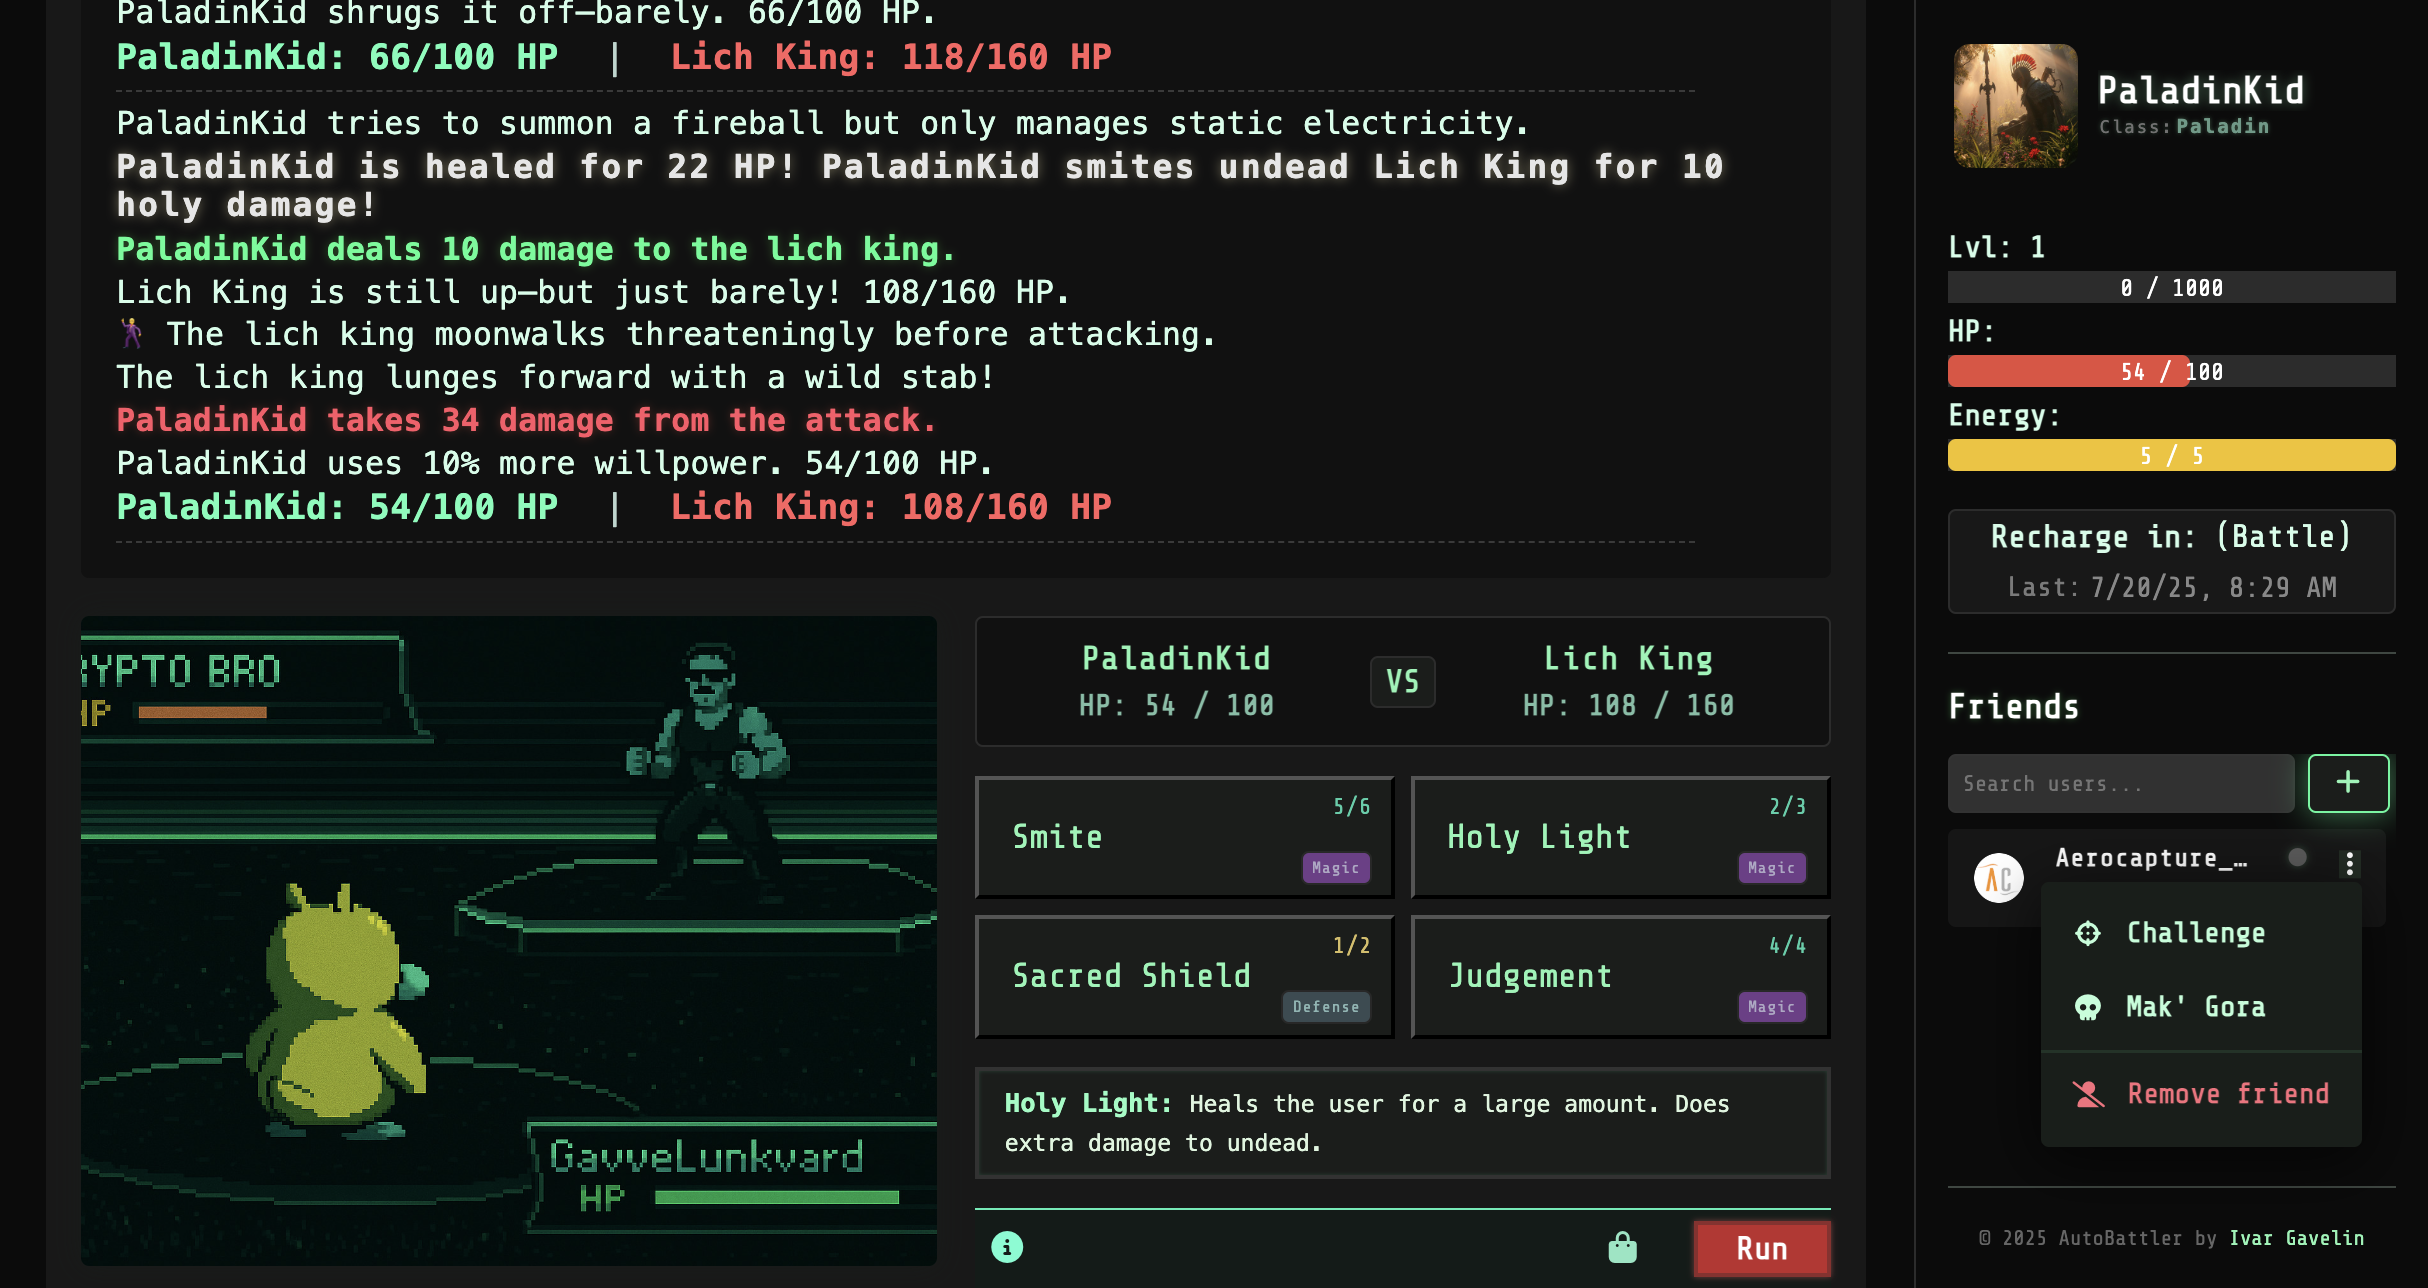 PaladinKid shrugs it off—barely. 66/100 HP.
PaladinKid: 66/100 HP | Lich King: 118/160 HP
PaladinKid tries to summon a fireball but only manages static electricity.
PaladinKid is healed for 22 HP! PaladinKid smites undead Lich King for 10
holy damage!
PaladinKid deals 10 damage to the lich king.
Lich King is still up—but just barely! 108/160 HP.
🕺 The lich king moonwalks threateningly before attacking.
The lich king lunges forward with a wild stab!
PaladinKid takes 34 damage from the attack.
PaladinKid uses 10% more willpower. 54/100 HP.
PaladinKid: 54/100 HP | Lich King: 108/160 HP
RYPTO BRO
HP
GavveLunkvard
HP
PaladinKid
HP: 54 / 100
VS
Lich King
HP: 108 / 160
Smite
5/6
Magic
Holy Light
2/3
Magic
Sacred Shield
1/2
Defense
Judgement
4/4
Magic
Holy Light: Heals the user for a large amount. Does
extra damage to undead.
Run
PaladinKid
Class: Paladin
Lvl: 1
0 / 1000
HP:
54 / 100
Energy:
5 / 5
Recharge in: (Battle)
Last: 7/20/25, 8:29 AM
Friends
Search users...
+
AC
Aerocapture_…
Challenge
Mak' Gora
Remove friend
© 2025 AutoBattler by Ivar Gavelin